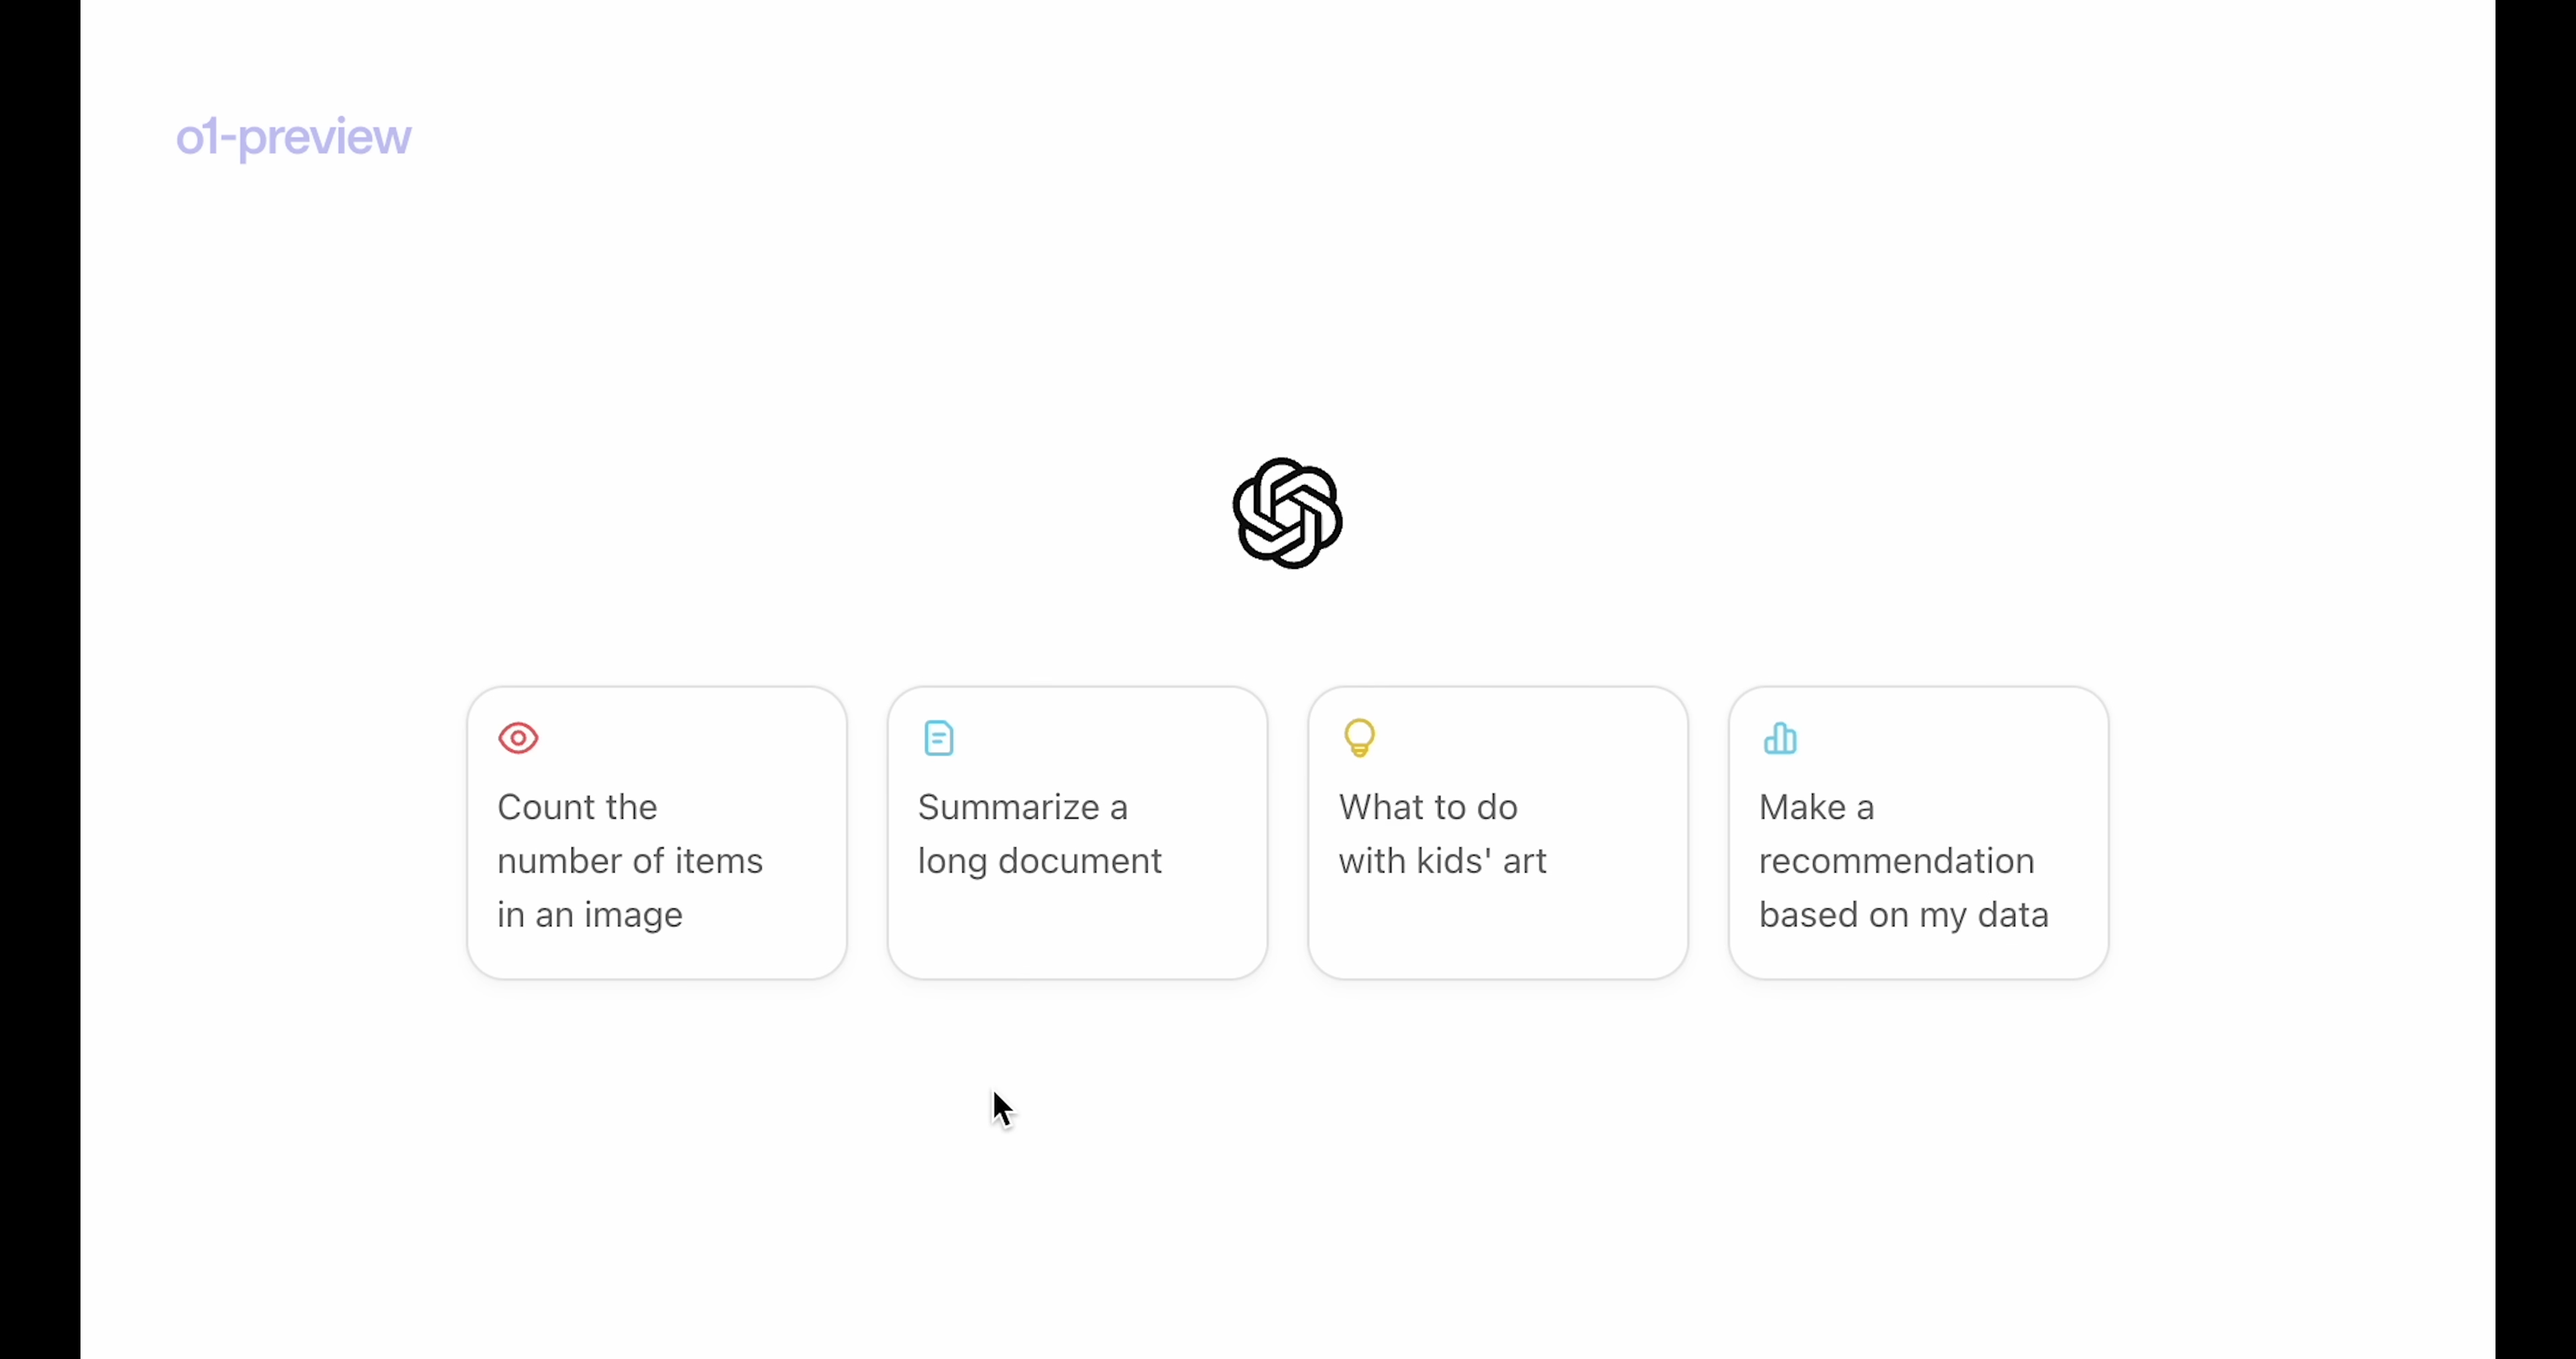 o1-preview
Count the
number of items
in an image
Summarize a
long document
What to do
with kids' art
Make a
recommendation
based on my data